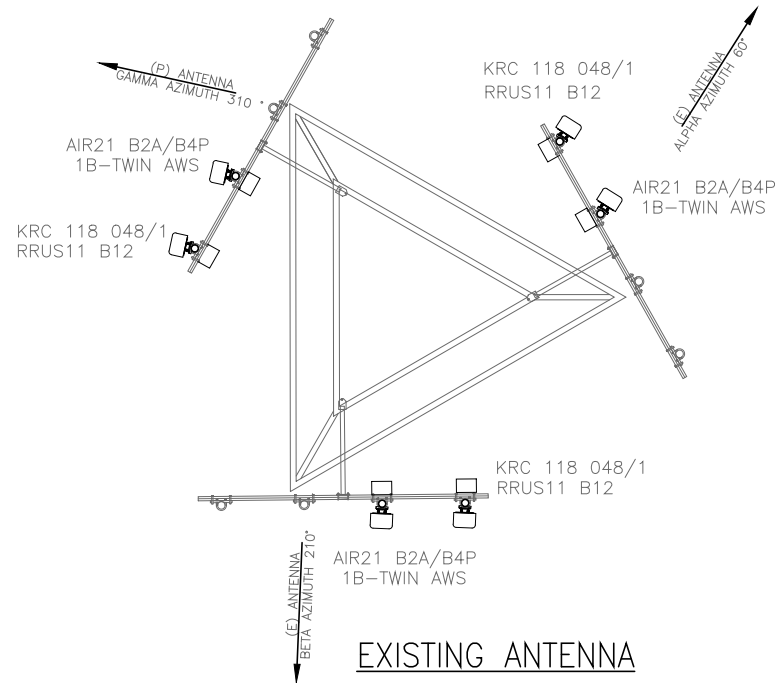 (P) ANTENNA
GAMMA AZIMUTH 310°
AIR21 B2A/B4P
1B-TWIN AWS
KRC 118 048/1
RRUS11 B12
KRC 118 048/1
RRUS11 B12
(E) ANTENNA
ALPHA AZIMUTH 60°
AIR21 B2A/B4P
1B-TWIN AWS
KRC 118 048/1
RRUS11 B12
AIR21 B2A/B4P
1B-TWIN AWS
(E) ANTENNA
BETA AZIMUTH 210°
EXISTING ANTENNA